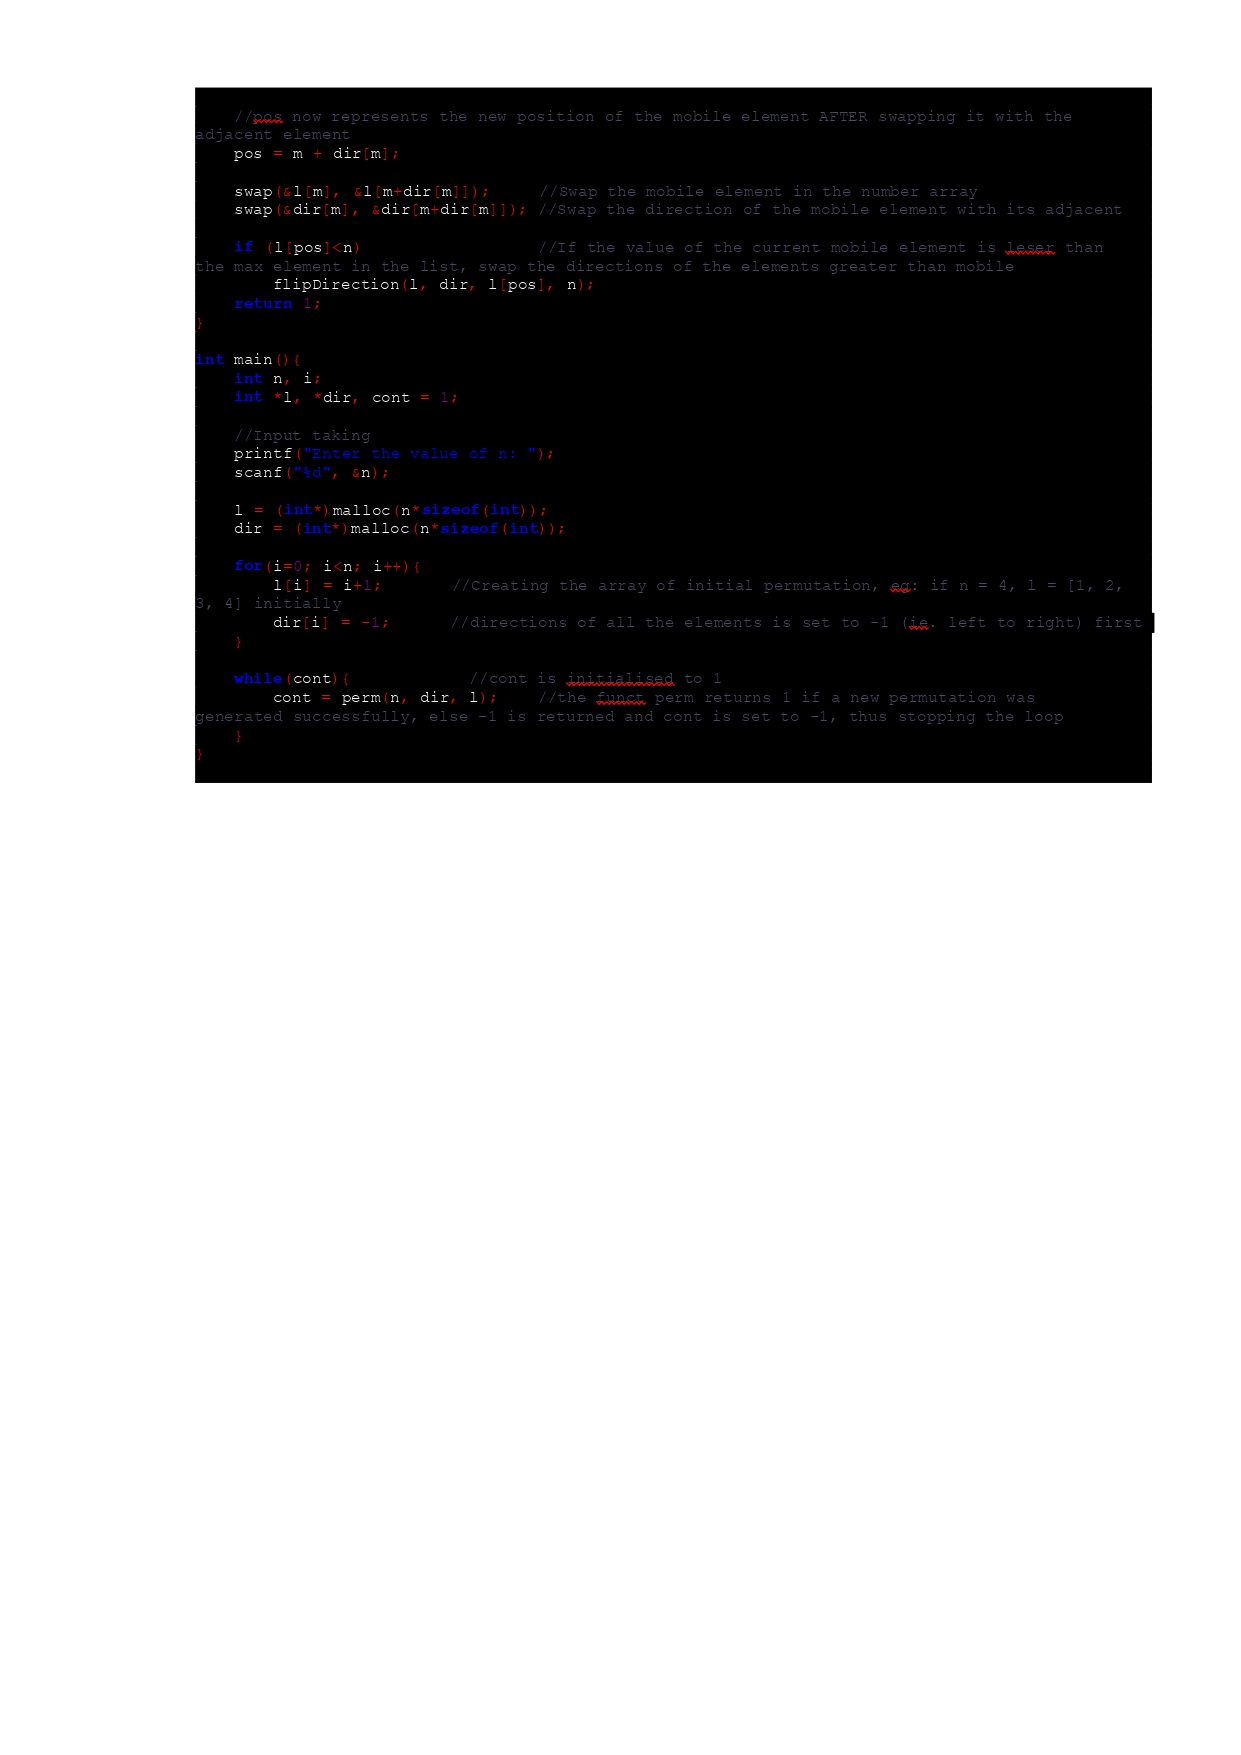 //pos now represents the new position of the mobile element AFTER swapping it with the
adjacent element
pos = m + dir[m];
swap(&l[m], &l[m+dir[m]]); //Swap the mobile element in the number array
swap(&dir[m], &dir[m+dir[m]]); //Swap the direction of the mobile element with its adjacent
if (l[pos]<n) //If the value of the current mobile element is leser than
the max element in the list, swap the directions of the elements greater than mobile
flipDirection(l, dir, l[pos], n);
return 1;
}
int main(){
int n, i;
int *l, *dir, cont = 1;
//Input taking
printf("Enter the value of n: ");
scanf("%d", &n);
l = (int*)malloc(n*sizeof(int));
dir = (int*)malloc(n*sizeof(int));
for(i=0; i<n; i++){
l[i] = i+1; //Creating the array of initial permutation, eg: if n = 4, l = [1, 2,
3, 4] initially
dir[i] = -1; //directions of all the elements is set to -1 (ie. left to right) first
}
while(cont){ //cont is initialised to 1
cont = perm(n, dir, l); //the funct perm returns 1 if a new permutation was
generated successfully, else -1 is returned and cont is set to -1, thus stopping the loop
}
}